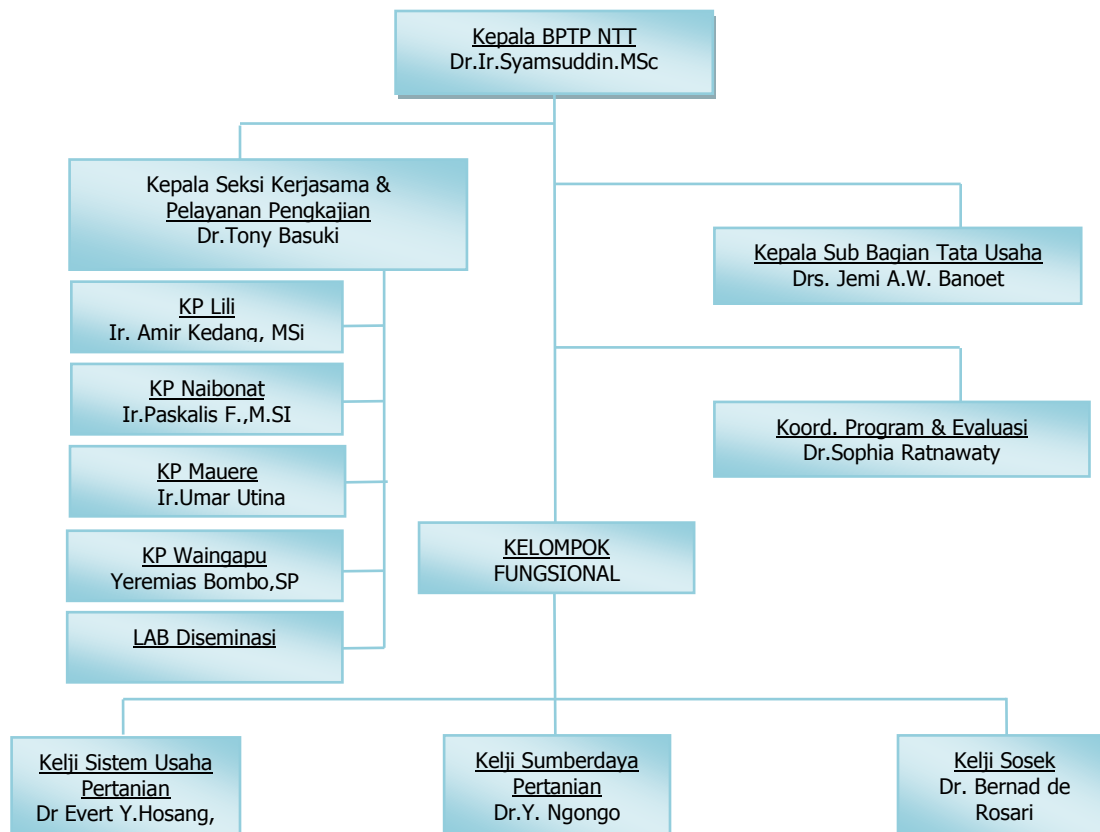 Kepala BPTP NTT
Dr.Ir.Syamsuddin.MSc
Kepala Seksi Kerjasama &
Pelayanan Pengkajian
Dr.Tony Basuki
Kepala Sub Bagian Tata Usaha
Drs. Jemi A.W. Banoet
KP Lili
Ir. Amir Kedang, MSi
KP Naibonat
Ir.Paskalis F.,M.SI
Koord. Program & Evaluasi
Dr.Sophia Ratnawaty
KP Mauere
Ir.Umar Utina
KP Waingapu
Yeremias Bombo,SP
KELOMPOK
FUNGSIONAL
LAB Diseminasi
Kelji Sistem Usaha
Pertanian
Dr Evert Y.Hosang,
Kelji Sumberdaya
Pertanian
Dr.Y. Ngongo
Kelji Sosek
Dr. Bernad de
Rosari